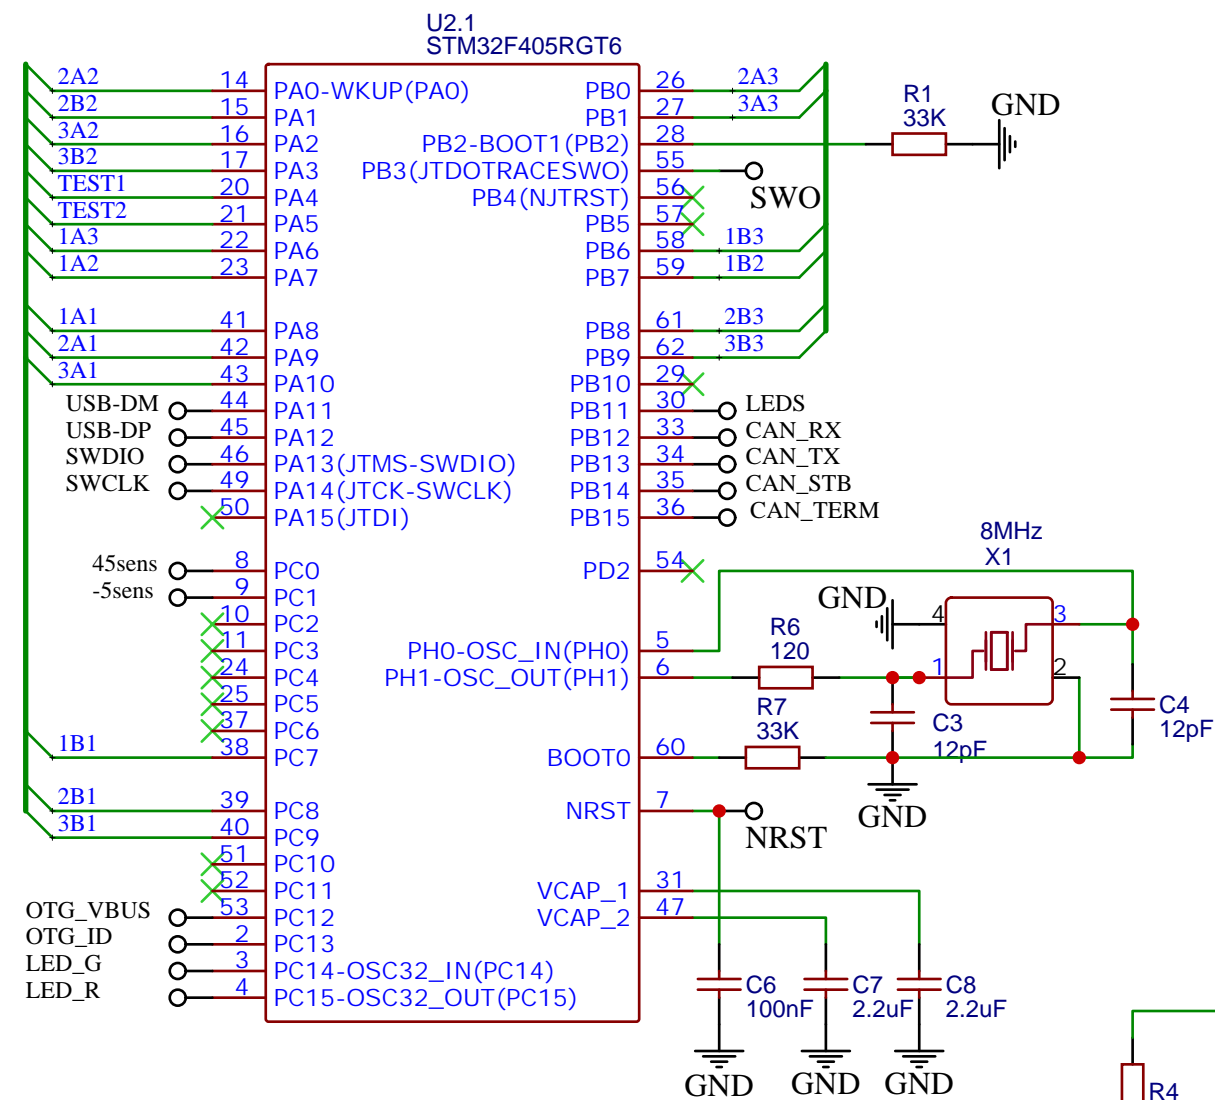 U2.1
STM32F405RGT6
2A2 14 PA0-WKUP(PA0)
2B2 15 PA1
3A2 16 PA2
3B2 17 PA3
TEST1 20 PA4
TEST2 21 PA5
1A3 22 PA6
1A2 23 PA7
1A1 41 PA8
2A1 42 PA9
3A1 43 PA10
USB-DM 44 PA11
USB-DP 45 PA12
SWDIO 46 PA13(JTMS-SWDIO)
SWCLK 49 PA14(JTCK-SWCLK)
50 PA15(JTDI)
45sens 8 PC0
-5sens 9 PC1
10 PC2
11 PC3
24 PC4
25 PC5
37 PC6
1B1 38 PC7
2B1 39 PC8
3B1 40 PC9
51 PC10
52 PC11
OTG_VBUS 53 PC12
OTG_ID 2 PC13
LED_G 3 PC14-OSC32_IN(PC14)
LED_R 4 PC15-OSC32_OUT(PC15)
PB0 26 2A3
PB1 27 3A3
PB2-BOOT1(PB2) 28
R1
33K
GND
PB3(JTDOTRACESWO) 55
SWO
PB4(NJTRST) 56
PB5 57
PB6 58 1B3
PB7 59 1B2
PB8 61 2B3
PB9 62 3B3
PB10 29
PB11 30 LEDS
PB12 33 CAN_RX
PB13 34 CAN_TX
PB14 35 CAN_STB
PB15 36 CAN_TERM
PD2 54
8MHz
X1
GND 4 3
PH0-OSC_IN(PH0) 5
PH1-OSC_OUT(PH1) 6
R6
120
1 2
C4
12pF
C3
12pF
R7
33K
BOOT0 60
GND
NRST 7
NRST
VCAP_1 31
VCAP_2 47
C6
100nF
C7
2.2uF
C8
2.2uF
GND GND GND
R4